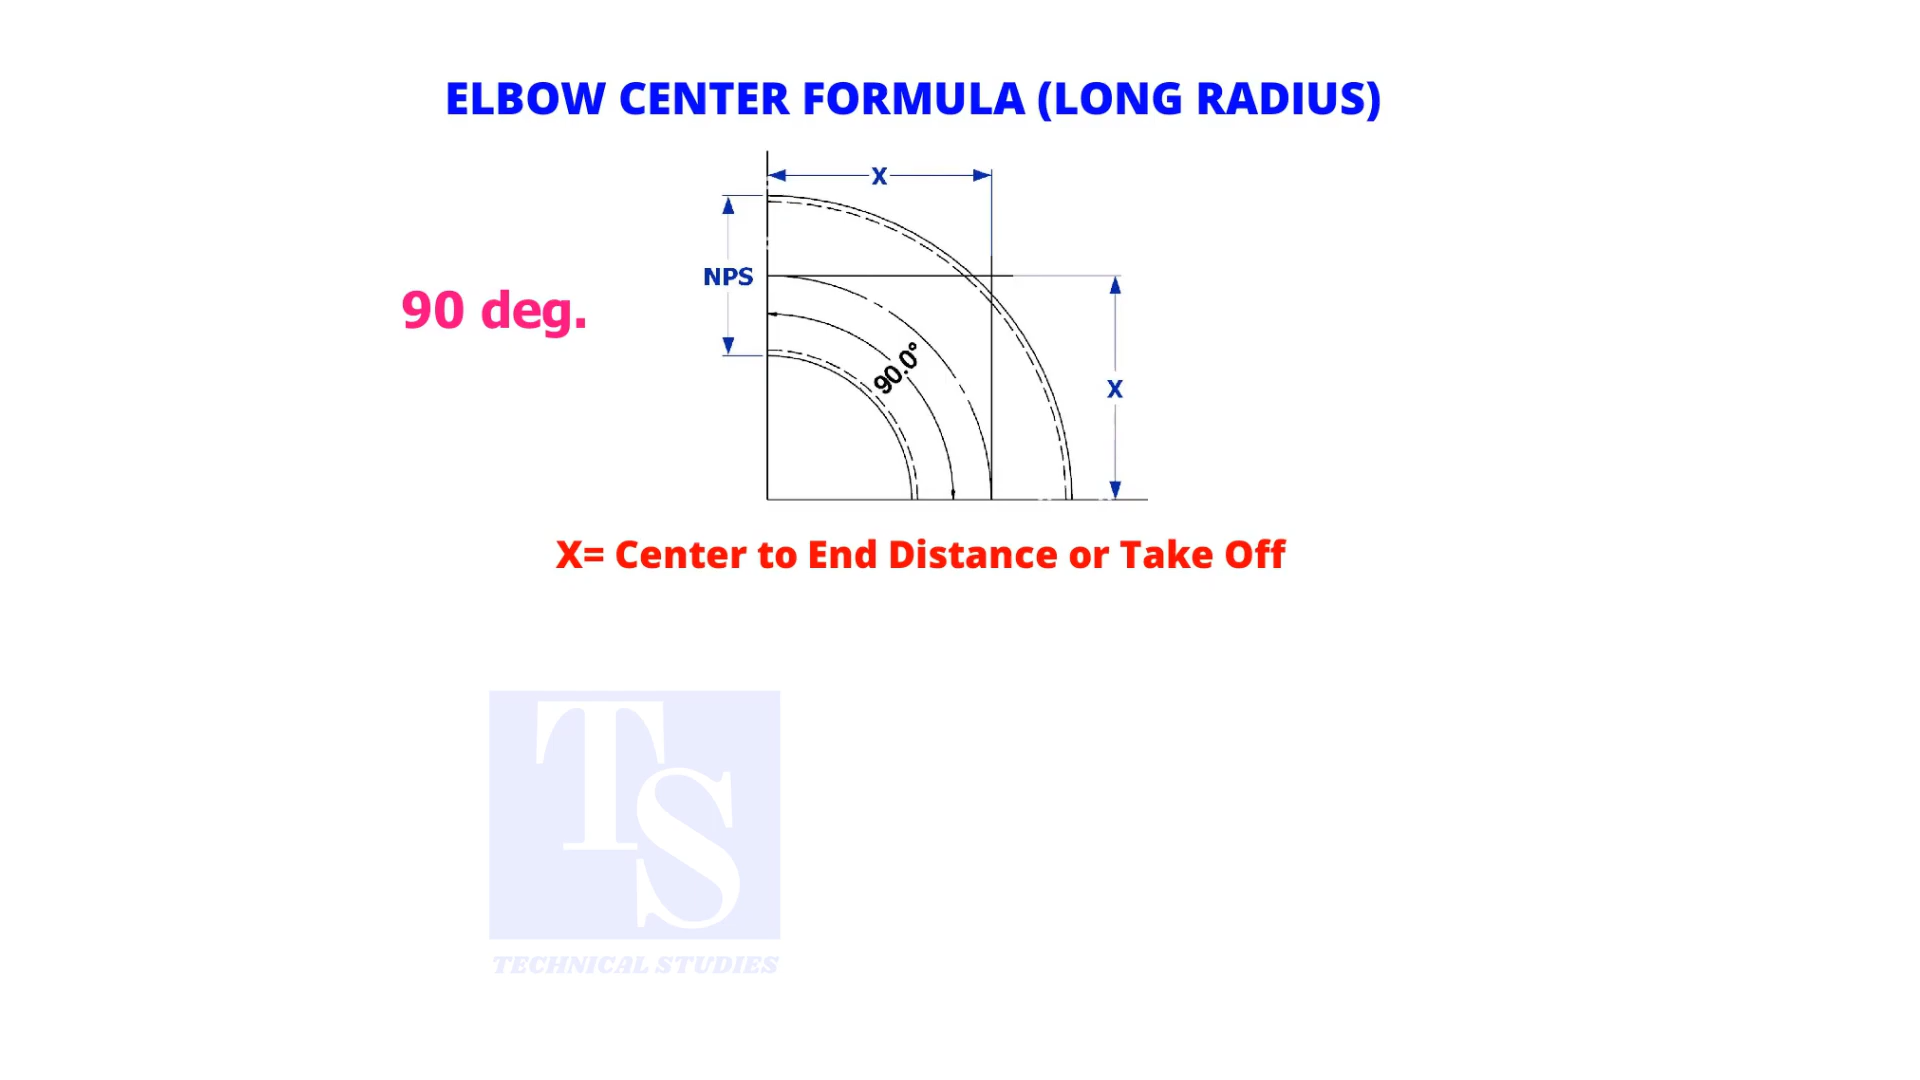 ELBOW CENTER FORMULA (LONG RADIUS)
X
NPS
90 deg.
90.0°
X
X= Center to End Distance or Take Off
TS
TECHNICAL STUDIES